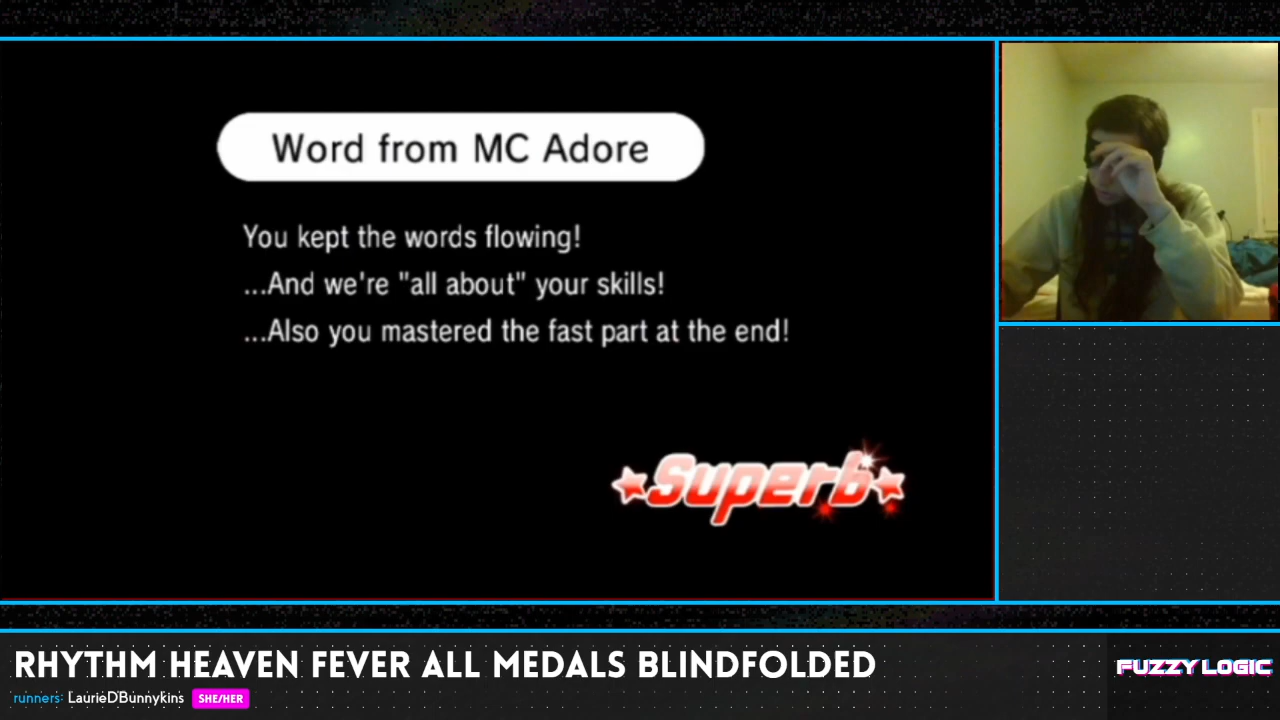 Word from MC Adore
You kept the words flowing!
...And we're "all about" your skills!
...Also you mastered the fast part at the end!
Superb
RHYTHM HEAVEN FEVER ALL MEDALS BLINDFOLDED
runners: LaurieDBunnykins SHE/HER
FUZZY LOGIC